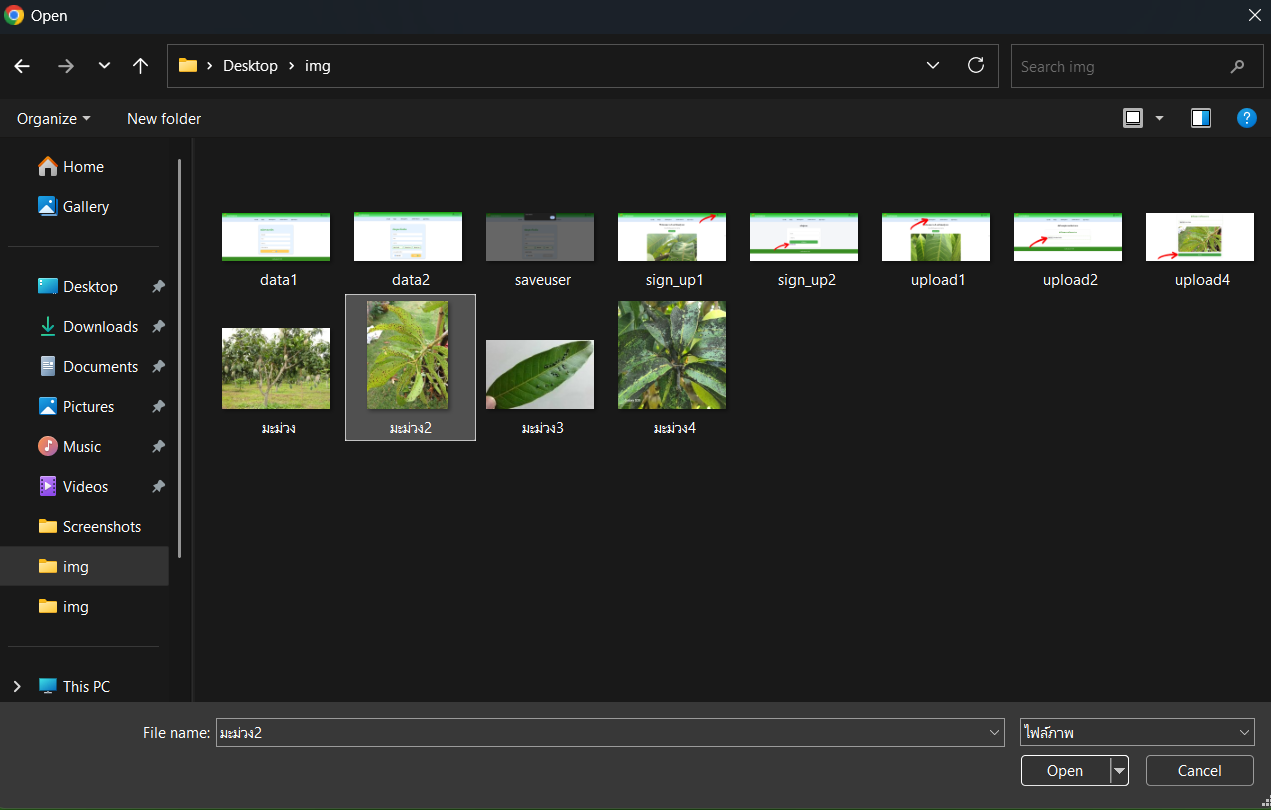 Open
Desktop
img
Search img
Organize
New folder
Home
Gallery
Desktop
Downloads
Documents
Pictures
Music
Videos
Screenshots
img
img
This PC
data1
data2
saveuser
sign_up1
sign_up2
upload1
upload2
upload4
มะม่วง
มะม่วง2
มะม่วง3
มะม่วง4
File name:
มะม่วง2
ไฟล์ภาพ
Open
Cancel